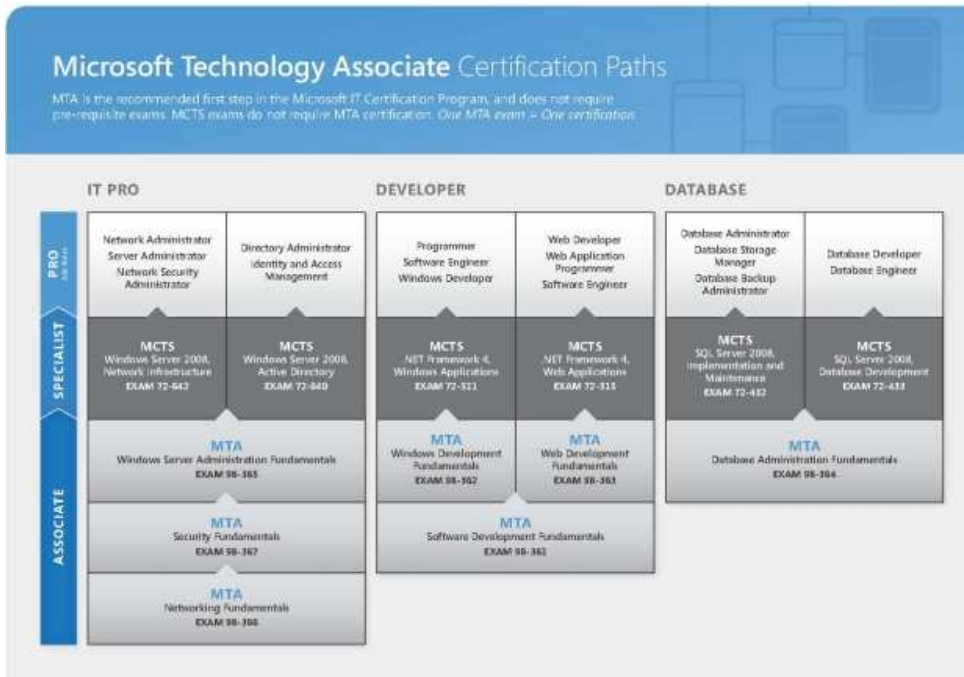 Microsoft Technology Associate Certification Paths
MTA is the recommended first step in the Microsoft IT Certification Program, and does not require
pre-requisite exams. MCTS exams do not require MTA certification. One MTA exam = One certification.
IT PRO
DEVELOPER
DATABASE
PRO
Network Administrator
Server Administrator
Network Security
Administrator
Directory Administrator
Identity and Access
Management
Programmer
Software Engineer
Windows Developer
Web Developer
Web Application
Programmer
Software Engineer
Database Administrator
Database Storage
Manager
Database Backup
Administrator
Database Developer
Database Engineer
SPECIALIST
MCTS
Windows Server 2008,
Network Infrastructure
EXAM 72-642
MCTS
Windows Server 2008,
Active Directory
EXAM 72-640
MCTS
.NET Framework 4,
Windows Applications
EXAM 72-511
MCTS
.NET Framework 4,
Web Applications
EXAM 72-515
MCTS
SQL Server 2008,
Implementation and
Maintenance
EXAM 72-432
MCTS
SQL Server 2008,
Database Development
EXAM 72-433
ASSOCIATE
MTA
Windows Server Administration Fundamentals
EXAM 98-365
MTA
Security Fundamentals
EXAM 98-367
MTA
Networking Fundamentals
EXAM 98-366
MTA
Windows Development
Fundamentals
EXAM 98-362
MTA
Web Development
Fundamentals
EXAM 98-363
MTA
Software Development Fundamentals
EXAM 98-361
MTA
Database Administration Fundamentals
EXAM 98-364